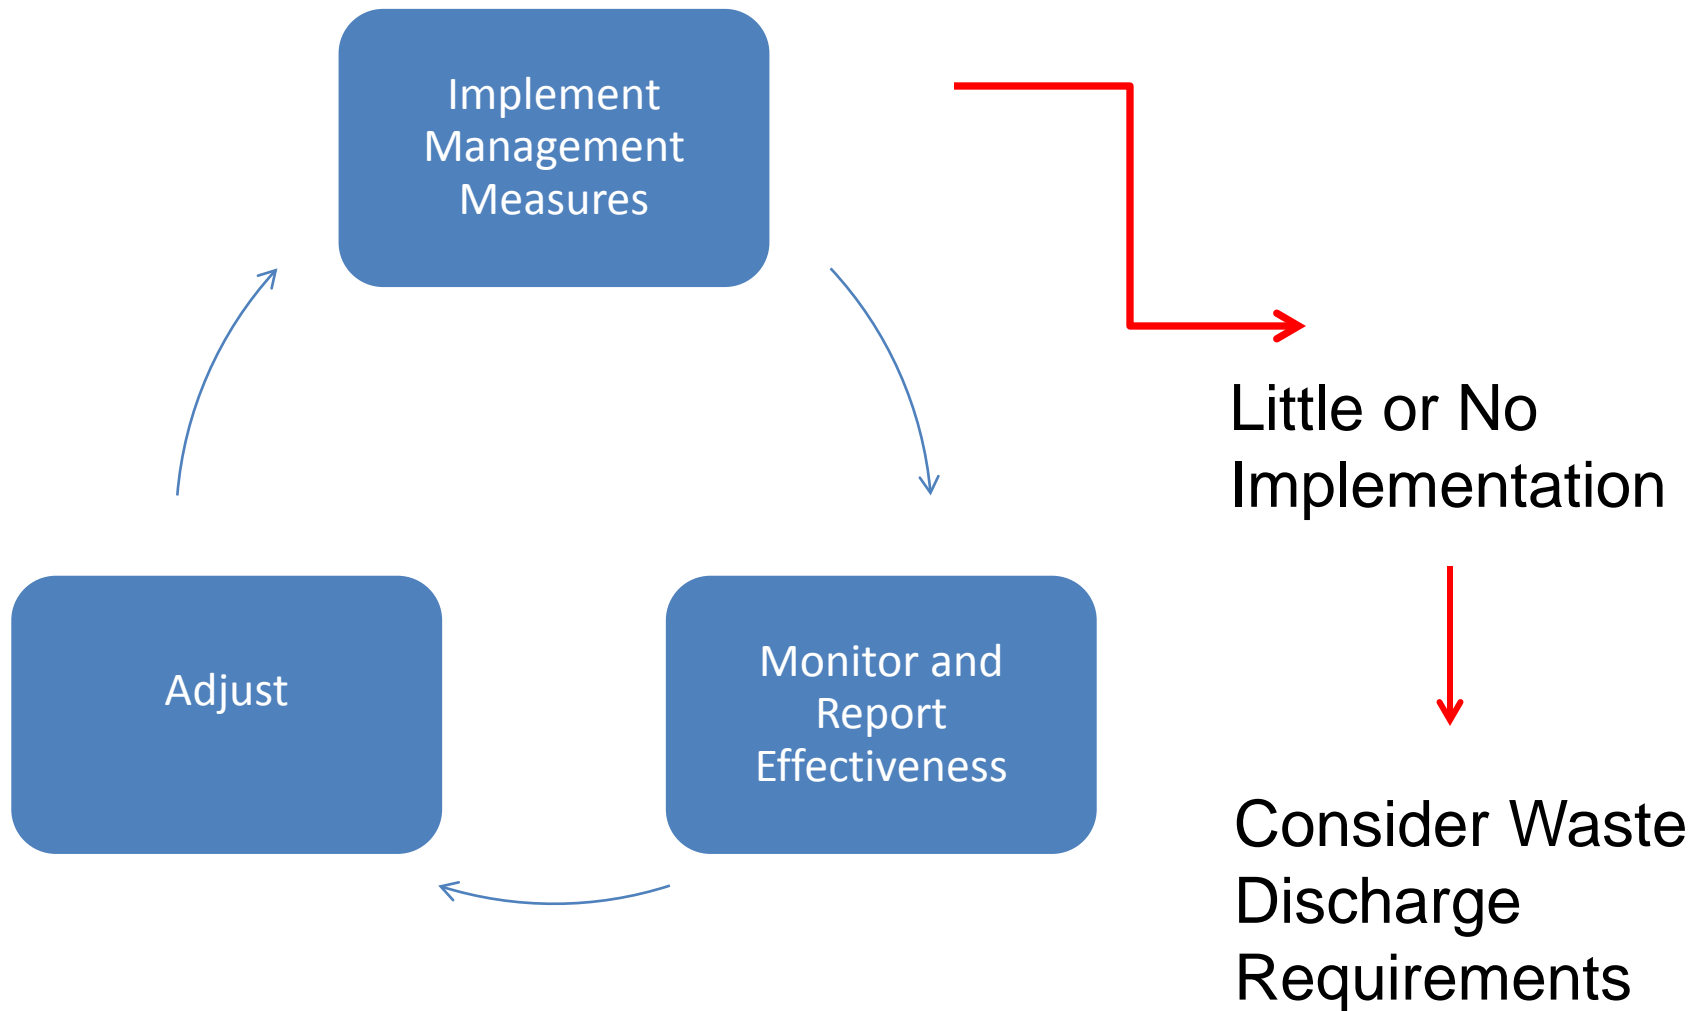 Implement
Management
Measures
Little or No
Implementation
Adjust
Monitor and
Report
Effectiveness
Consider Waste
Discharge
Requirements